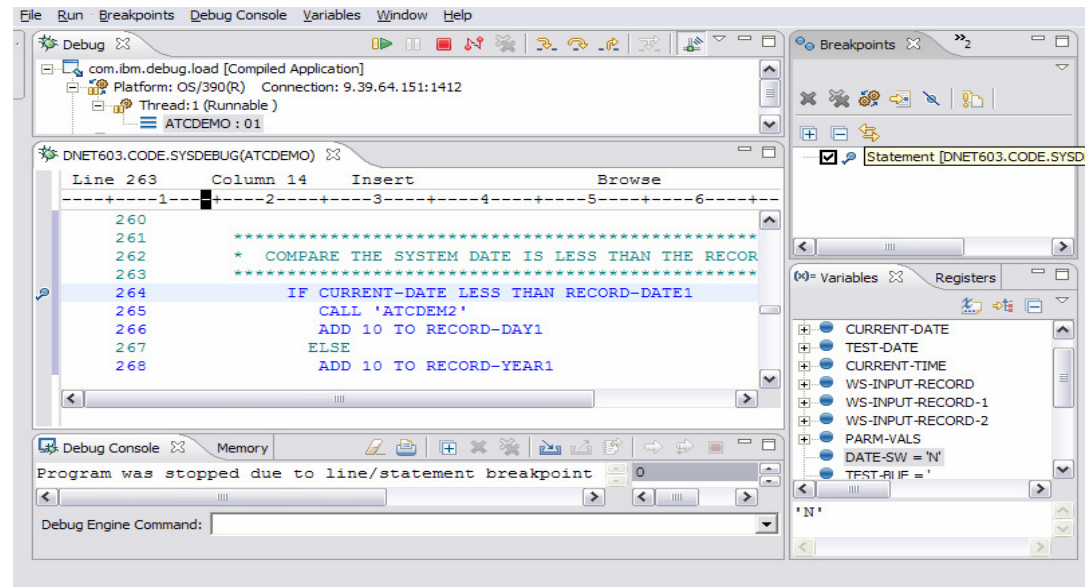 File Run Breakpoints Debug Console Variables Window Help
Debug
com.ibm.debug.load [Compiled Application]
Platform: OS/390(R) Connection: 9.39.64.151:1412
Thread:1 (Runnable )
ATCDEMO : 01
DNET603.CODE.SYSDEBUG(ATCDEMO)
Line 263 Column 14 Insert Browse
----+----1----+----2----+----3----+----4----+----5----+----6----+--
260
261 **************************************************
262 * COMPARE THE SYSTEM DATE IS LESS THAN THE RECOR
263 **************************************************
264 IF CURRENT-DATE LESS THAN RECORD-DATE1
265 CALL 'ATCDEM2'
266 ADD 10 TO RECORD-DAY1
267 ELSE
268 ADD 10 TO RECORD-YEAR1
Debug Console Memory
Program was stopped due to line/statement breakpoint 0
Debug Engine Command:
Breakpoints 2
Statement [DNET603.CODE.SYSD
(x)= Variables Registers
CURRENT-DATE
TEST-DATE
CURRENT-TIME
WS-INPUT-RECORD
WS-INPUT-RECORD-1
WS-INPUT-RECORD-2
PARM-VALS
DATE-SW = 'N'
TEST-BUF = '
'N'